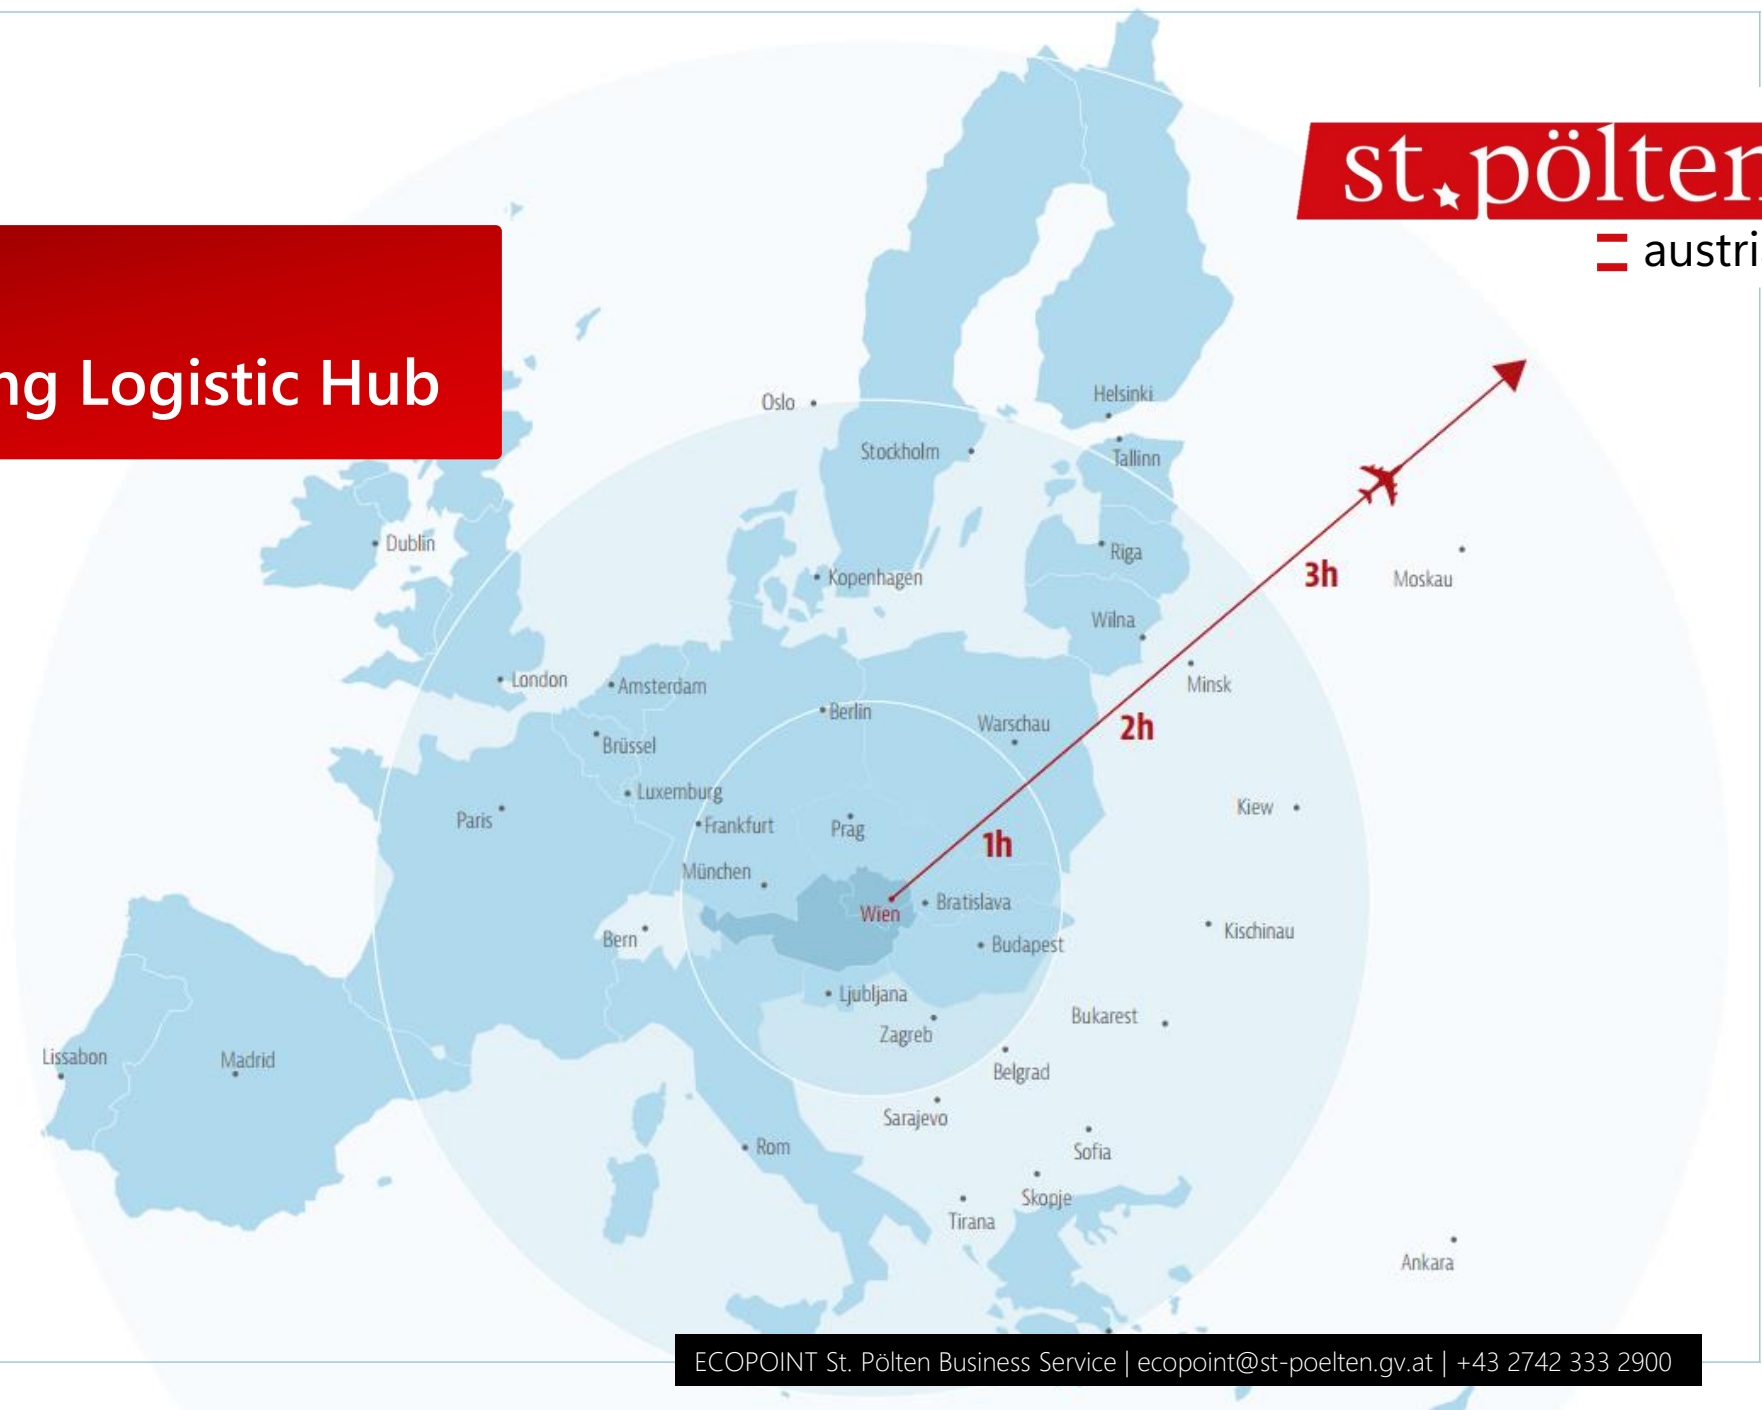 st.pölten
austri
ng Logistic Hub
Oslo
Helsinki
Stockholm
Tallinn
Dublin
Riga
3h
Moskau
Kopenhagen
Wilna
London
Amsterdam
Minsk
Berlin
Warschau
2h
Brüssel
Luxemburg
Kiew
Paris
Frankfurt
Prag
1h
München
Wien
Bratislava
Kischinau
Bern
Budapest
Ljubljana
Bukarest
Zagreb
Lissabon
Madrid
Belgrad
Sarajevo
Rom
Sofia
Skopje
Tirana
Ankara
ECOPOINT St. Pölten Business Service | ecopoint@st-poelten.gv.at | +43 2742 333 2900